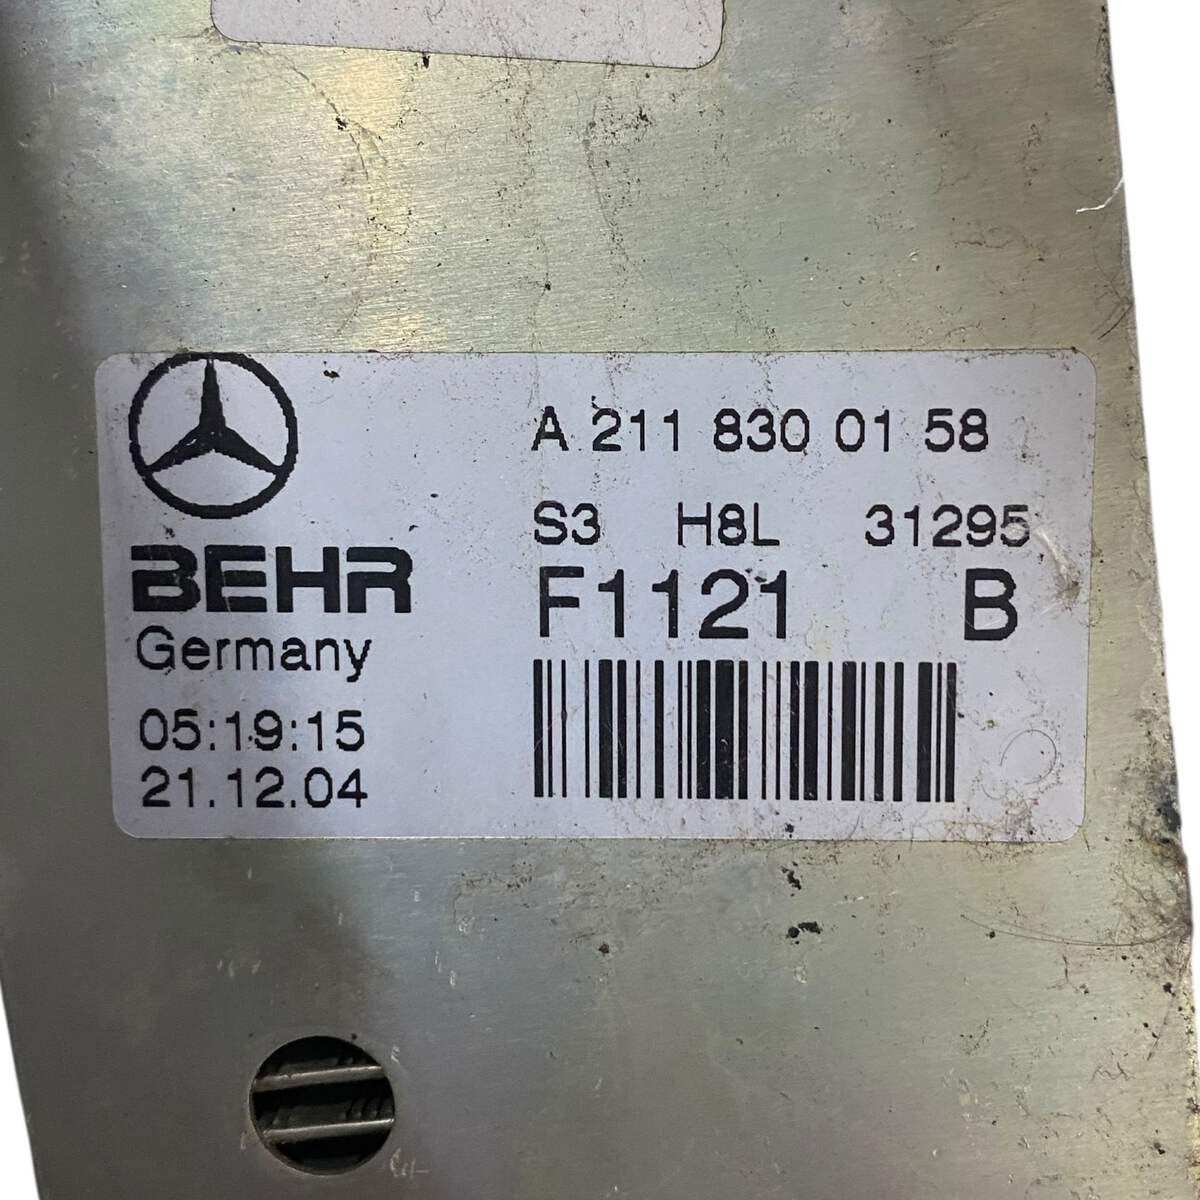 A 211 830 01 58
S3 H8L 31295
F1121 B
BEHR
Germany
05:19:15
21.12.04